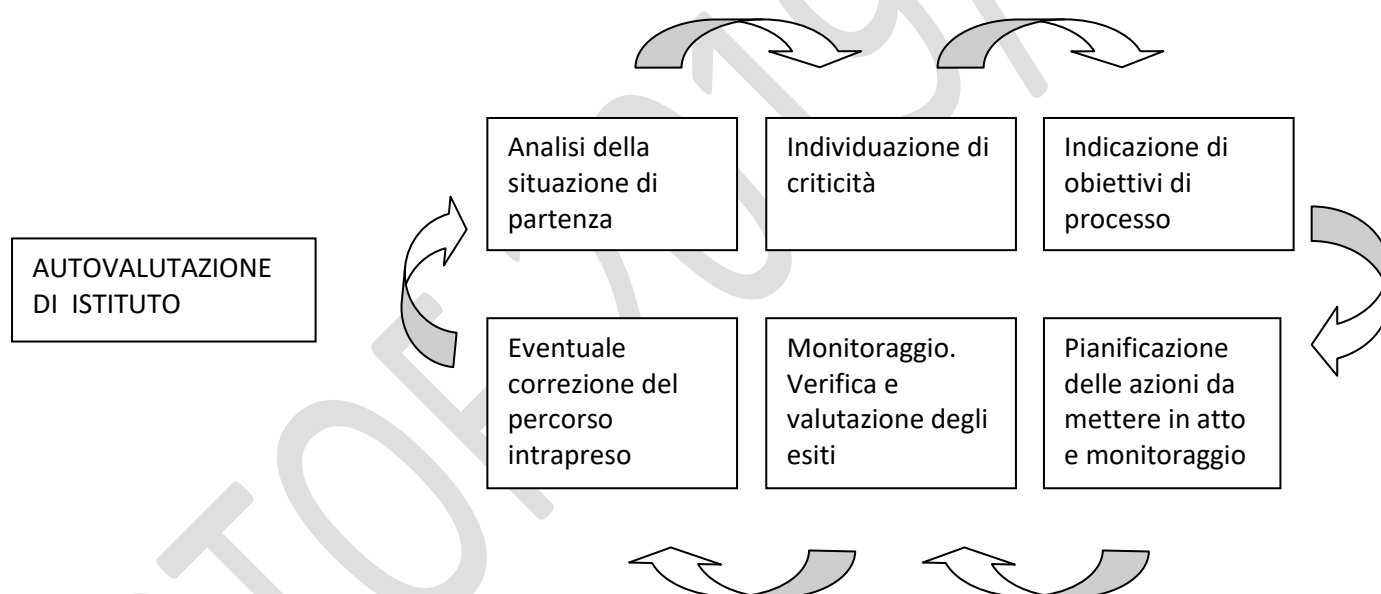 AUTOVALUTAZIONE
DI ISTITUTO
Analisi della
situazione di
partenza
Individuazione di
criticità
Indicazione di
obiettivi di
processo
Eventuale
correzione del
percorso
intrapreso
Monitoraggio.
Verifica e
valutazione degli
esiti
Pianificazione
delle azioni da
mettere in atto
e monitoraggio